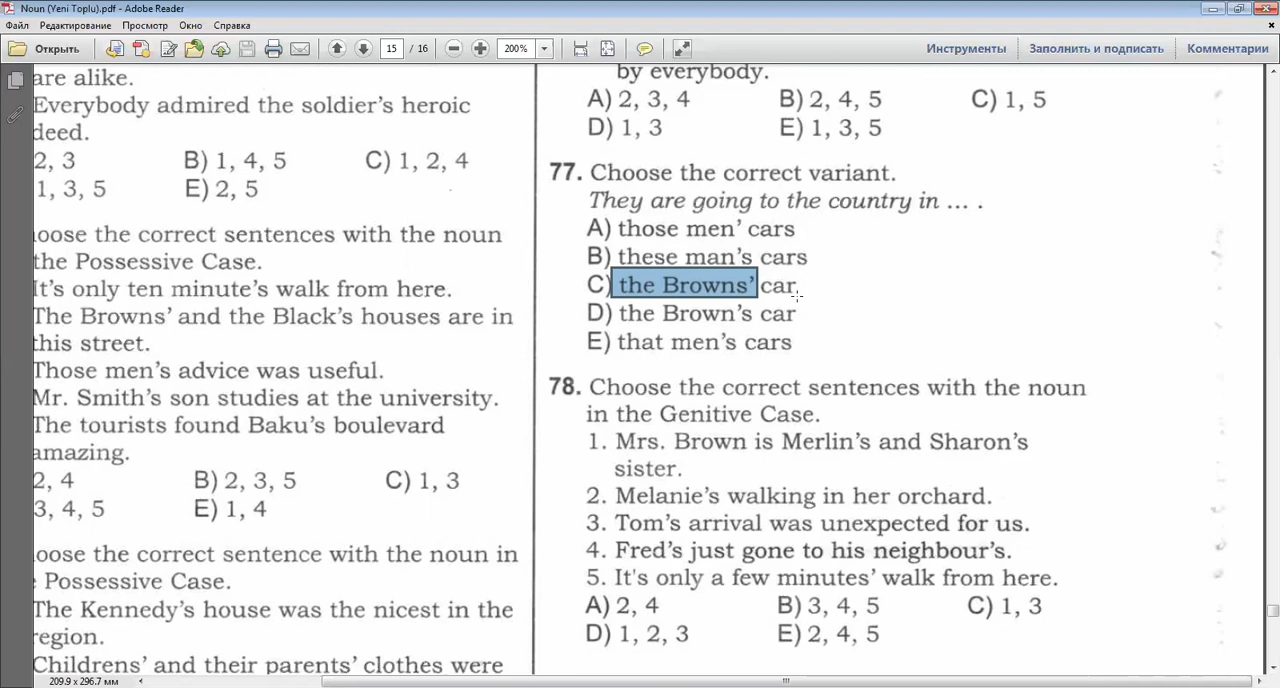 Noun (Yeni Toplu).pdf - Adobe Reader
Файл Редактирование Просмотр Окно Справка
Открыть 15 / 16 200% Инструменты Заполнить и подписать Комментарии
are alike.
Everybody admired the soldier's heroic
deed.
2, 3 B) 1, 4, 5 C) 1, 2, 4
1, 3, 5 E) 2, 5
oose the correct sentences with the noun
the Possessive Case.
It's only ten minute's walk from here.
The Browns' and the Black's houses are in
this street.
Those men's advice was useful.
Mr. Smith's son studies at the university.
The tourists found Baku's boulevard
amazing.
2, 4 B) 2, 3, 5 C) 1, 3
3, 4, 5 E) 1, 4
oose the correct sentence with the noun in
Possessive Case.
The Kennedy's house was the nicest in the
region.
Childrens' and their parents' clothes were
by everybody.
A) 2, 3, 4 B) 2, 4, 5 C) 1, 5
D) 1, 3 E) 1, 3, 5
77. Choose the correct variant.
They are going to the country in ... .
A) those men' cars
B) these man's cars
C) the Browns' car
D) the Brown's car
E) that men's cars
78. Choose the correct sentences with the noun
in the Genitive Case.
1. Mrs. Brown is Merlin's and Sharon's
sister.
2. Melanie's walking in her orchard.
3. Tom's arrival was unexpected for us.
4. Fred's just gone to his neighbour's.
5. It's only a few minutes' walk from here.
A) 2, 4 B) 3, 4, 5 C) 1, 3
D) 1, 2, 3 E) 2, 4, 5
209.9 x 296.7 мм